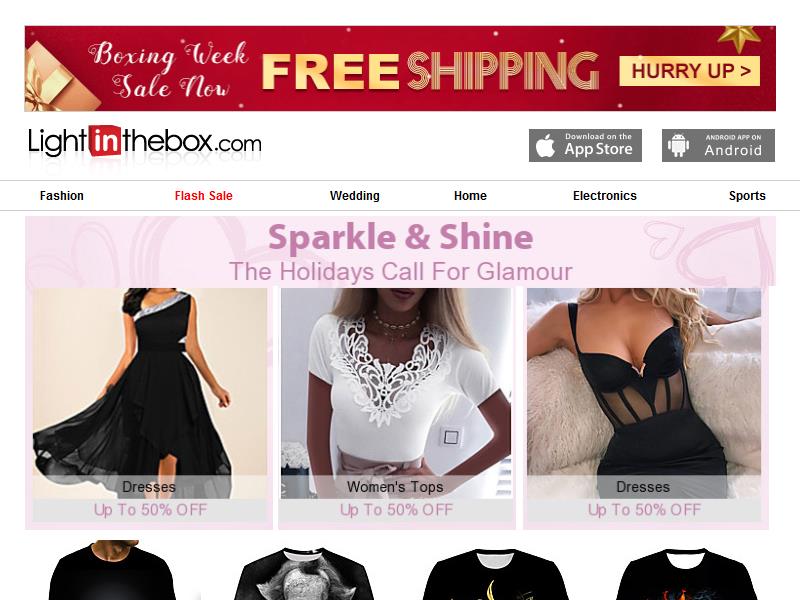 Boxing Week
Sale Now
FREE SHIPPING
HURRY UP >
Lightinthebox.com
Download on the
App Store
ANDROID APP ON
Android
Fashion Flash Sale Wedding Home Electronics Sports
Sparkle & Shine
The Holidays Call For Glamour
Dresses
Up To 50% OFF
Women's Tops
Up To 50% OFF
Dresses
Up To 50% OFF